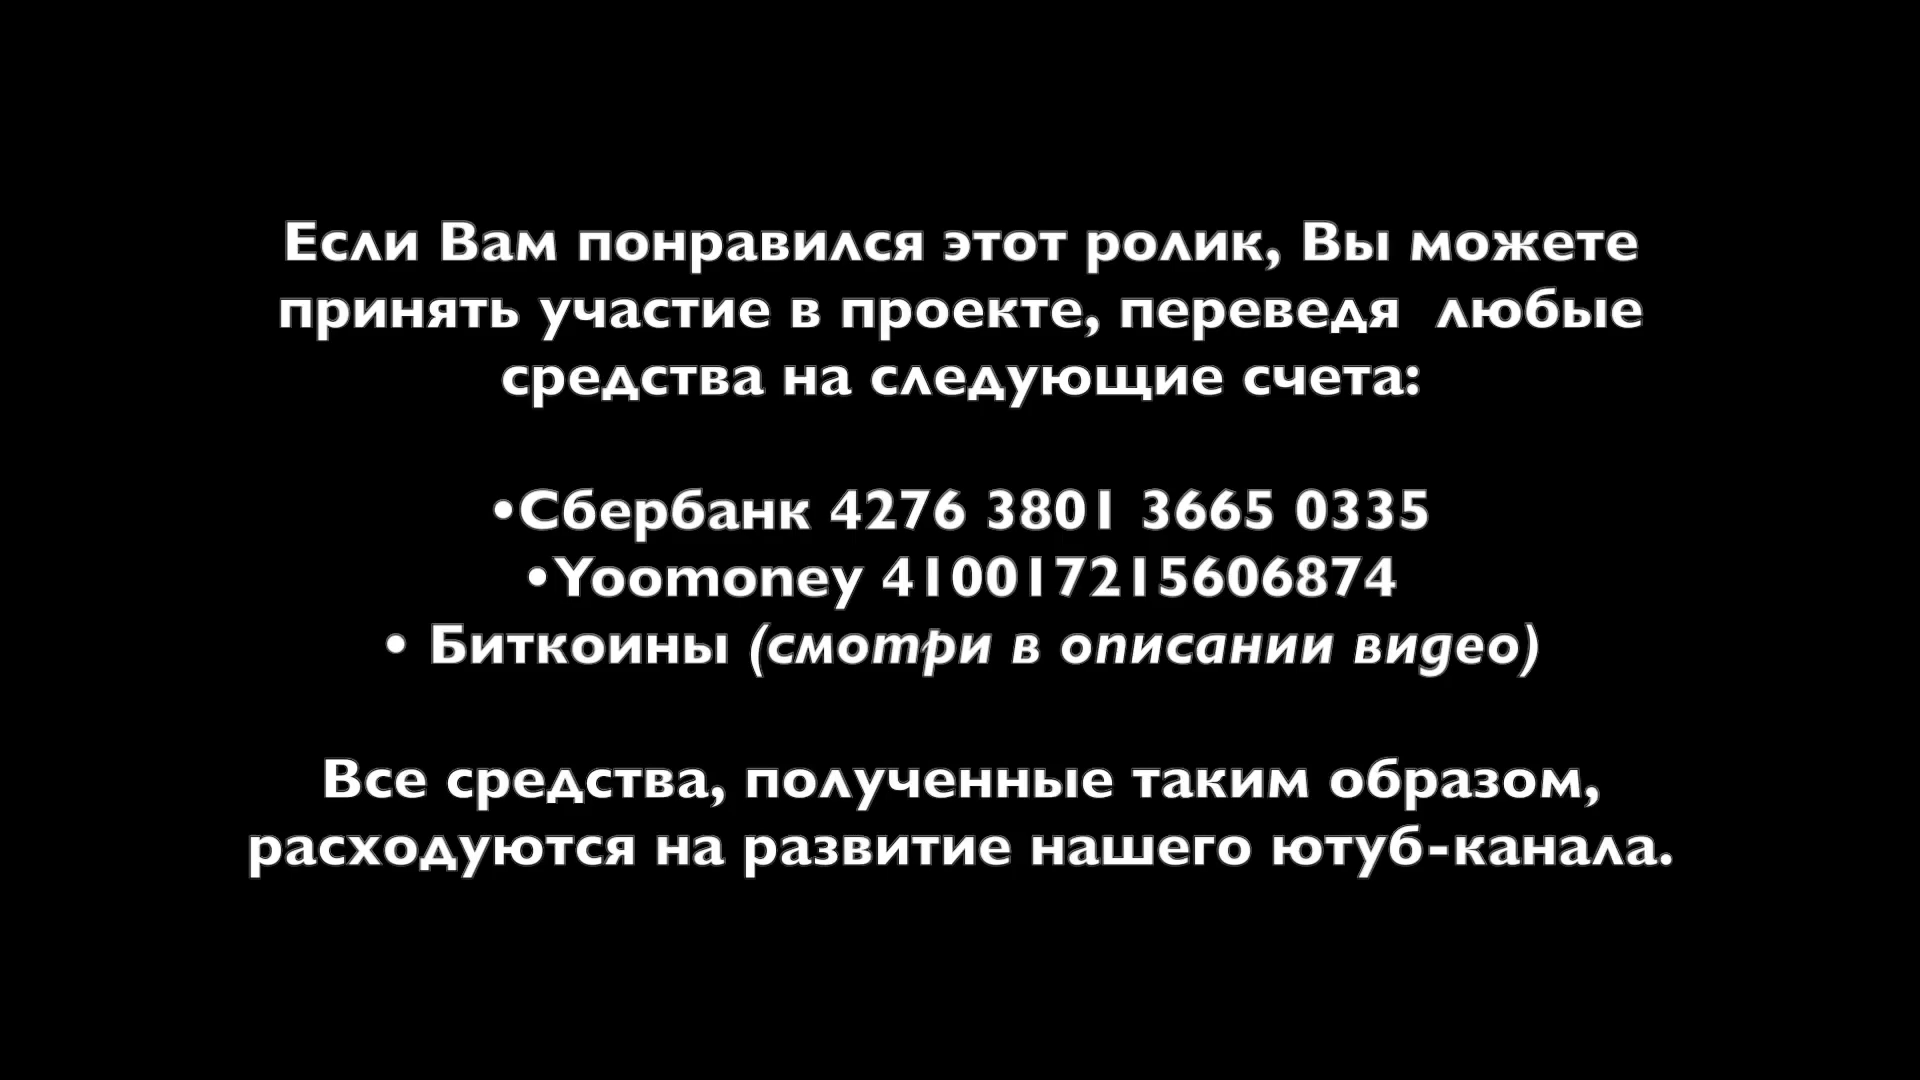 Если Вам понравился этот ролик, Вы можете
принять участие в проекте, переведя  любые
средства на следующие счета:
•Сбербанк 4276 3801 3665 0335
•Yoomoney 410017215606874
• Биткоины (смотри в описании видео)
Все средства, полученные таким образом,
расходуются на развитие нашего ютуб-канала.